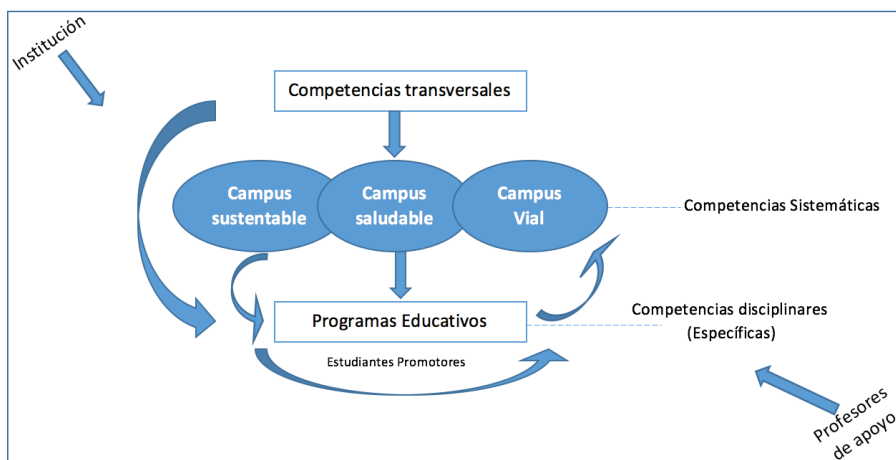 Institución
Competencias transversales
Campus
sustentable
Campus
saludable
Campus
Vial
Competencias Sistemáticas
Programas Educativos
Competencias disciplinares
(Específicas)
Estudiantes Promotores
Profesores
de apoyo